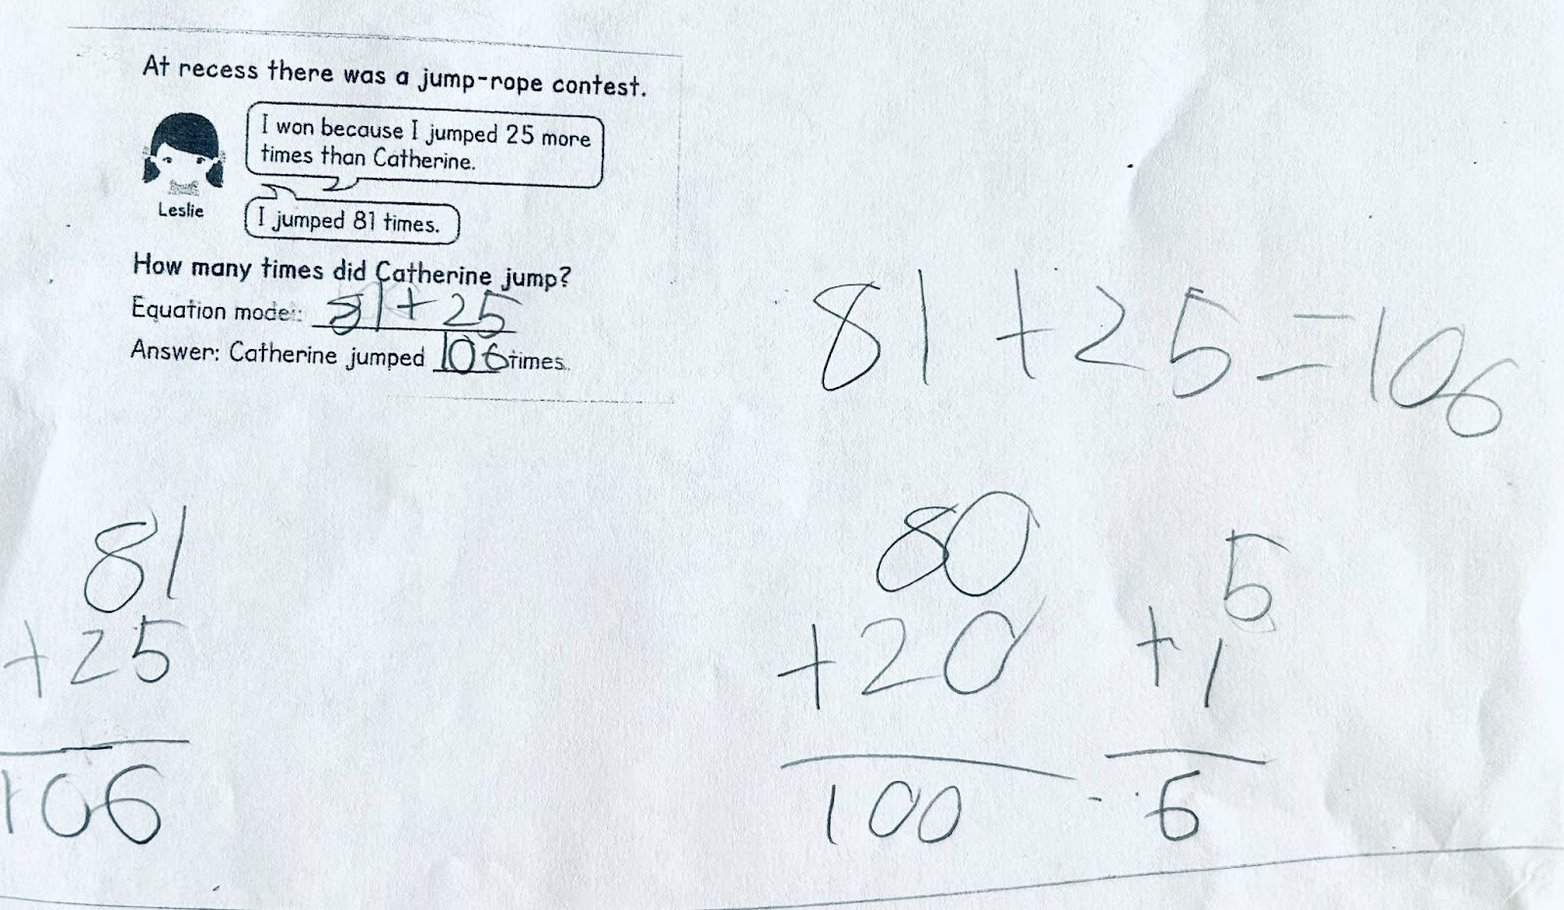 At recess there was a jump-rope contest.
I won because I jumped 25 more
times than Catherine.
Leslie
I jumped 81 times.
How many times did Catherine jump?
Equation model: 81+25
Answer: Catherine jumped 106 times.
81+25=106
81
+25
106
80
+20
100
5
+1
6